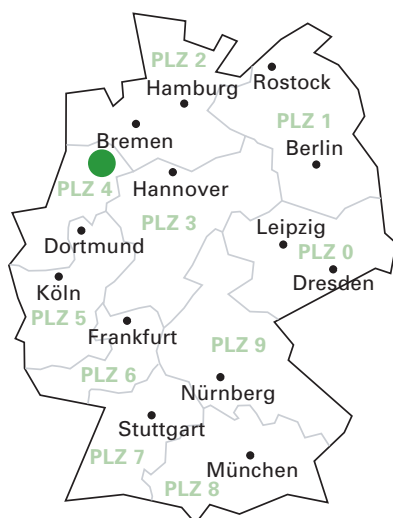 PLZ 2
Rostock
Hamburg
PLZ 1
Bremen
Berlin
PLZ 4
Hannover
PLZ 3
Leipzig
Dortmund
PLZ 0
Dresden
Köln
PLZ 5
Frankfurt
PLZ 9
PLZ 6
Nürnberg
Stuttgart
PLZ 7
München
PLZ 8